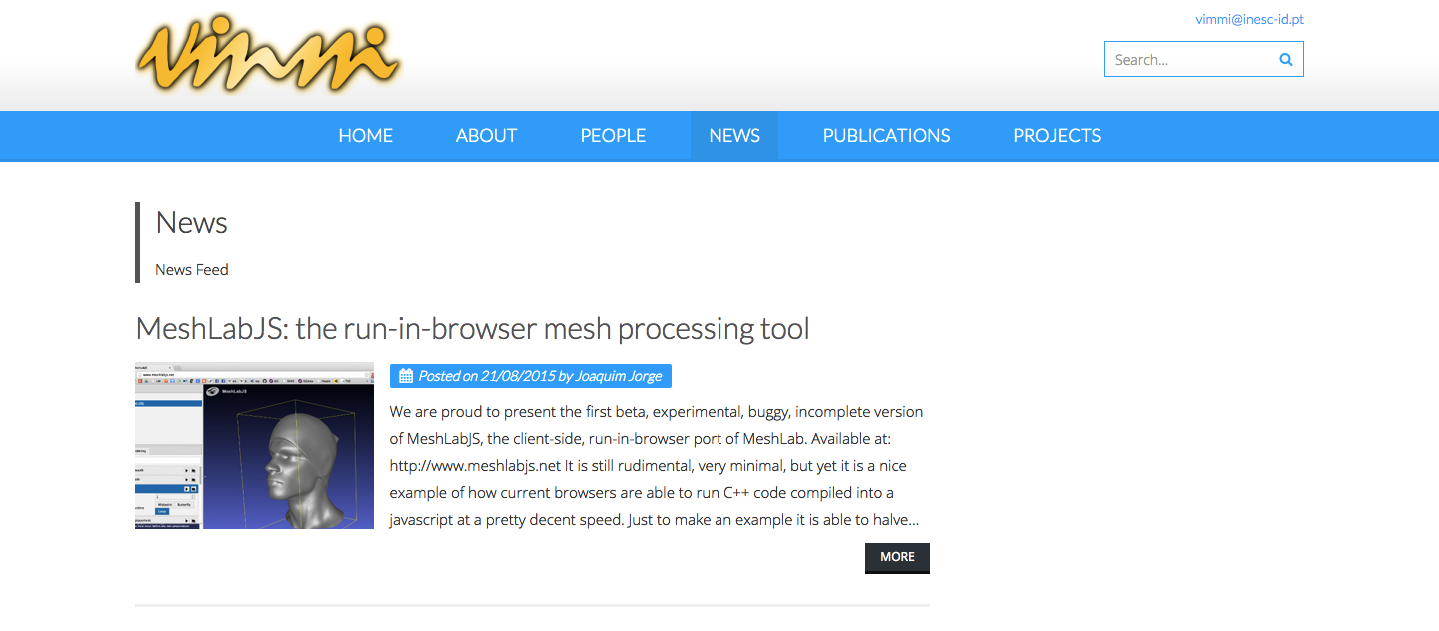 vimmi
vimmi@inesc-id.pt
Search...
HOME ABOUT PEOPLE NEWS PUBLICATIONS PROJECTS
News
News Feed
MeshLabJS: the run-in-browser mesh processing tool
MeshLabJS
Posted on 21/08/2015 by Joaquim Jorge
We are proud to present the first beta, experimental, buggy, incomplete version
of MeshLabJS, the client-side, run-in-browser port of MeshLab. Available at:
http://www.meshlabjs.net It is still rudimental, very minimal, but yet it is a nice
example of how current browsers are able to run C++ code compiled into a
javascript at a pretty decent speed. Just to make an example it is able to halve...
MORE